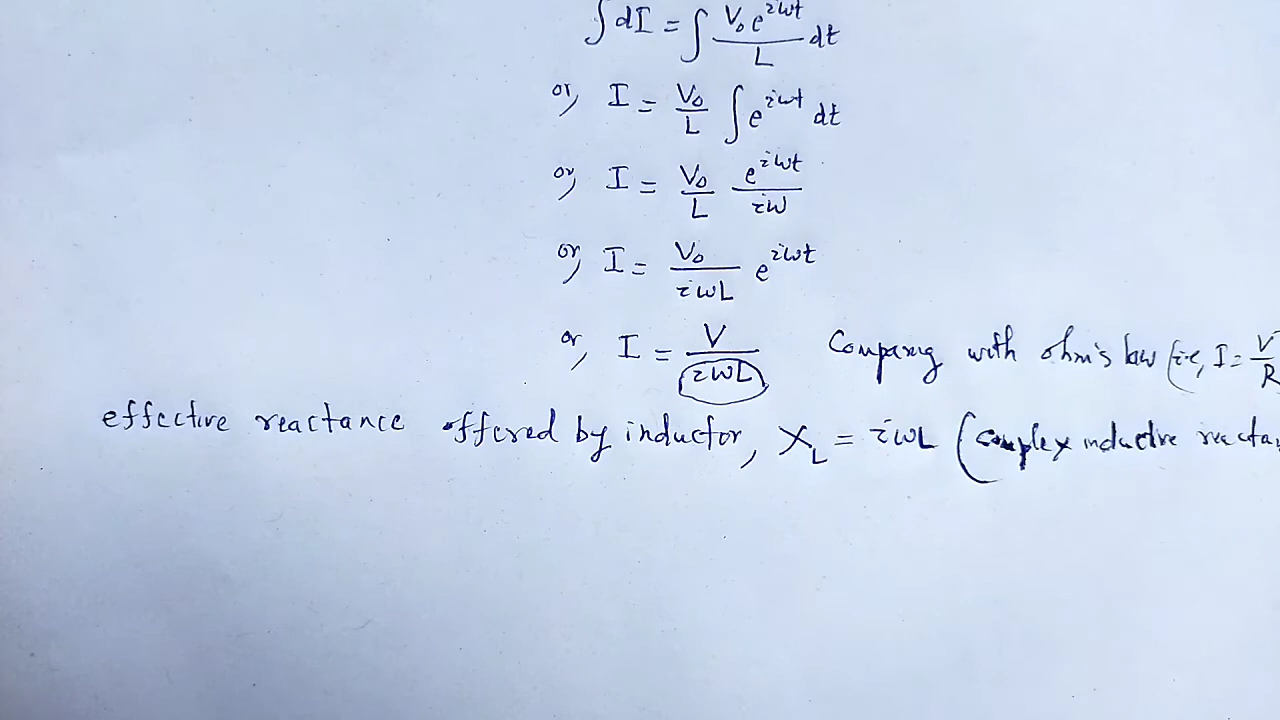 ∫dI = ∫ V₀e^{iωt}/L dt
or, I = V₀/L ∫e^{iωt} dt
or, I = V₀/L e^{iωt}/iω
or, I = V₀/iωL e^{iωt}
or, I = V/iωL Comparing with ohm's law (i.e, I = V/R
effective reactance offered by inductor, X_L = iωL (complex inductive reacta